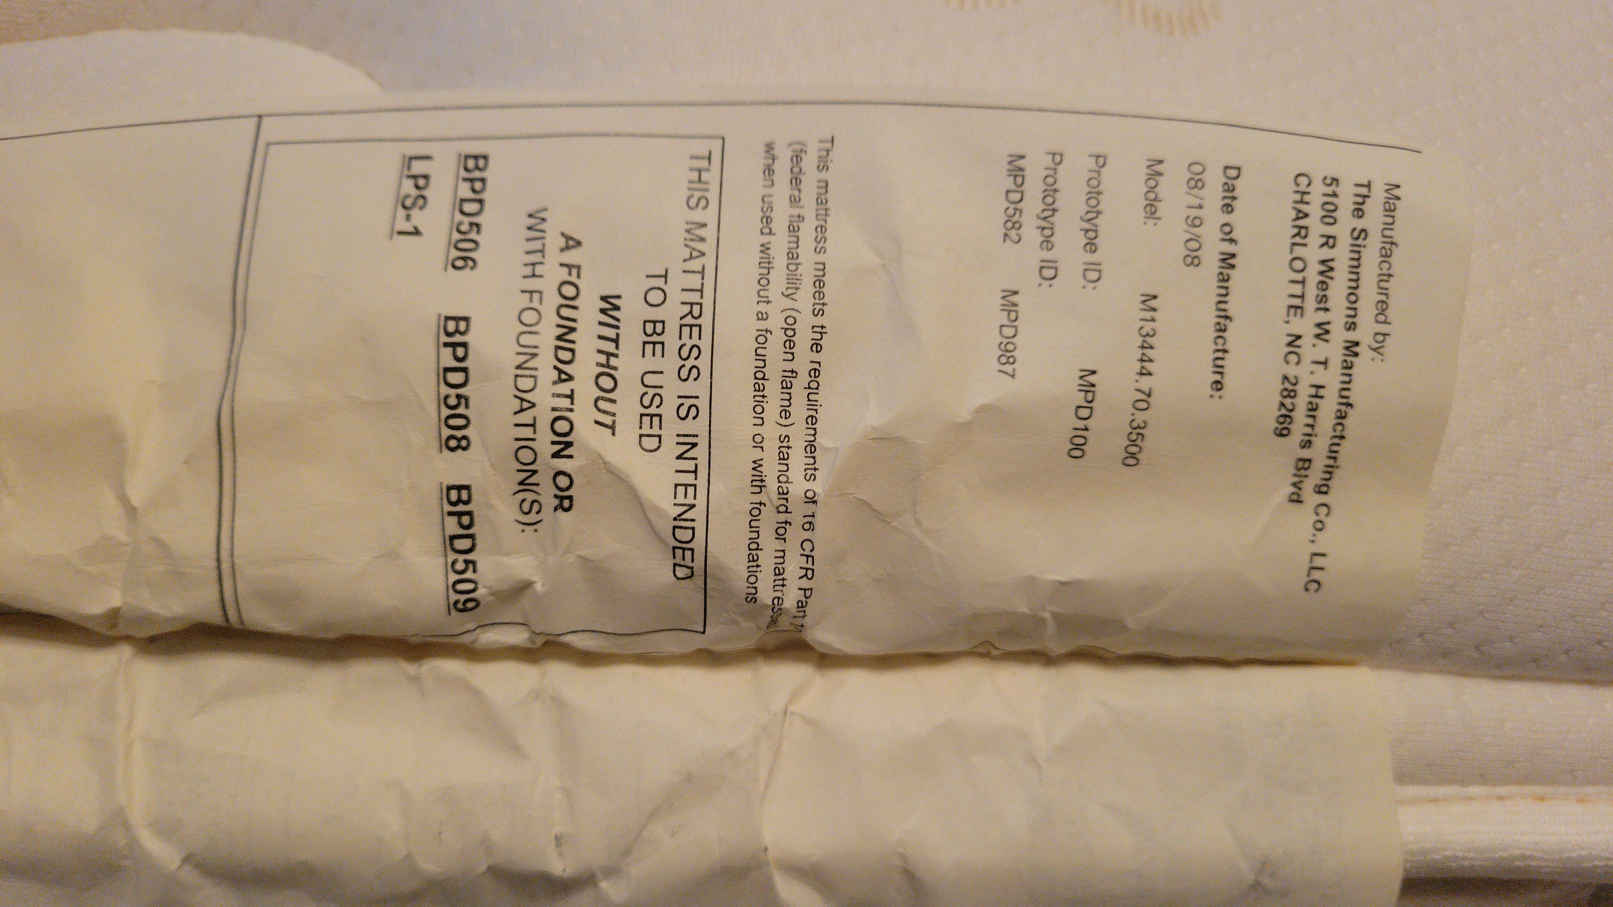 Manufactured by:
The Simmons Manufacturing Co., LLC
5100 R West W. T. Harris Blvd
CHARLOTTE, NC 28269
Date of Manufacture:
08/19/08
Model: M13444.70.3500
Prototype ID: MPD100
Prototype ID:
MPD582 MPD987
This mattress meets the requirements of 16 CFR Part
(federal flamability (open flame) standard for mattress
when used without a foundation or with foundations
THIS MATTRESS IS INTENDED
TO BE USED
WITHOUT
A FOUNDATION OR
WITH FOUNDATION(S):
BPD506 BPD508 BPD509
LPS-1